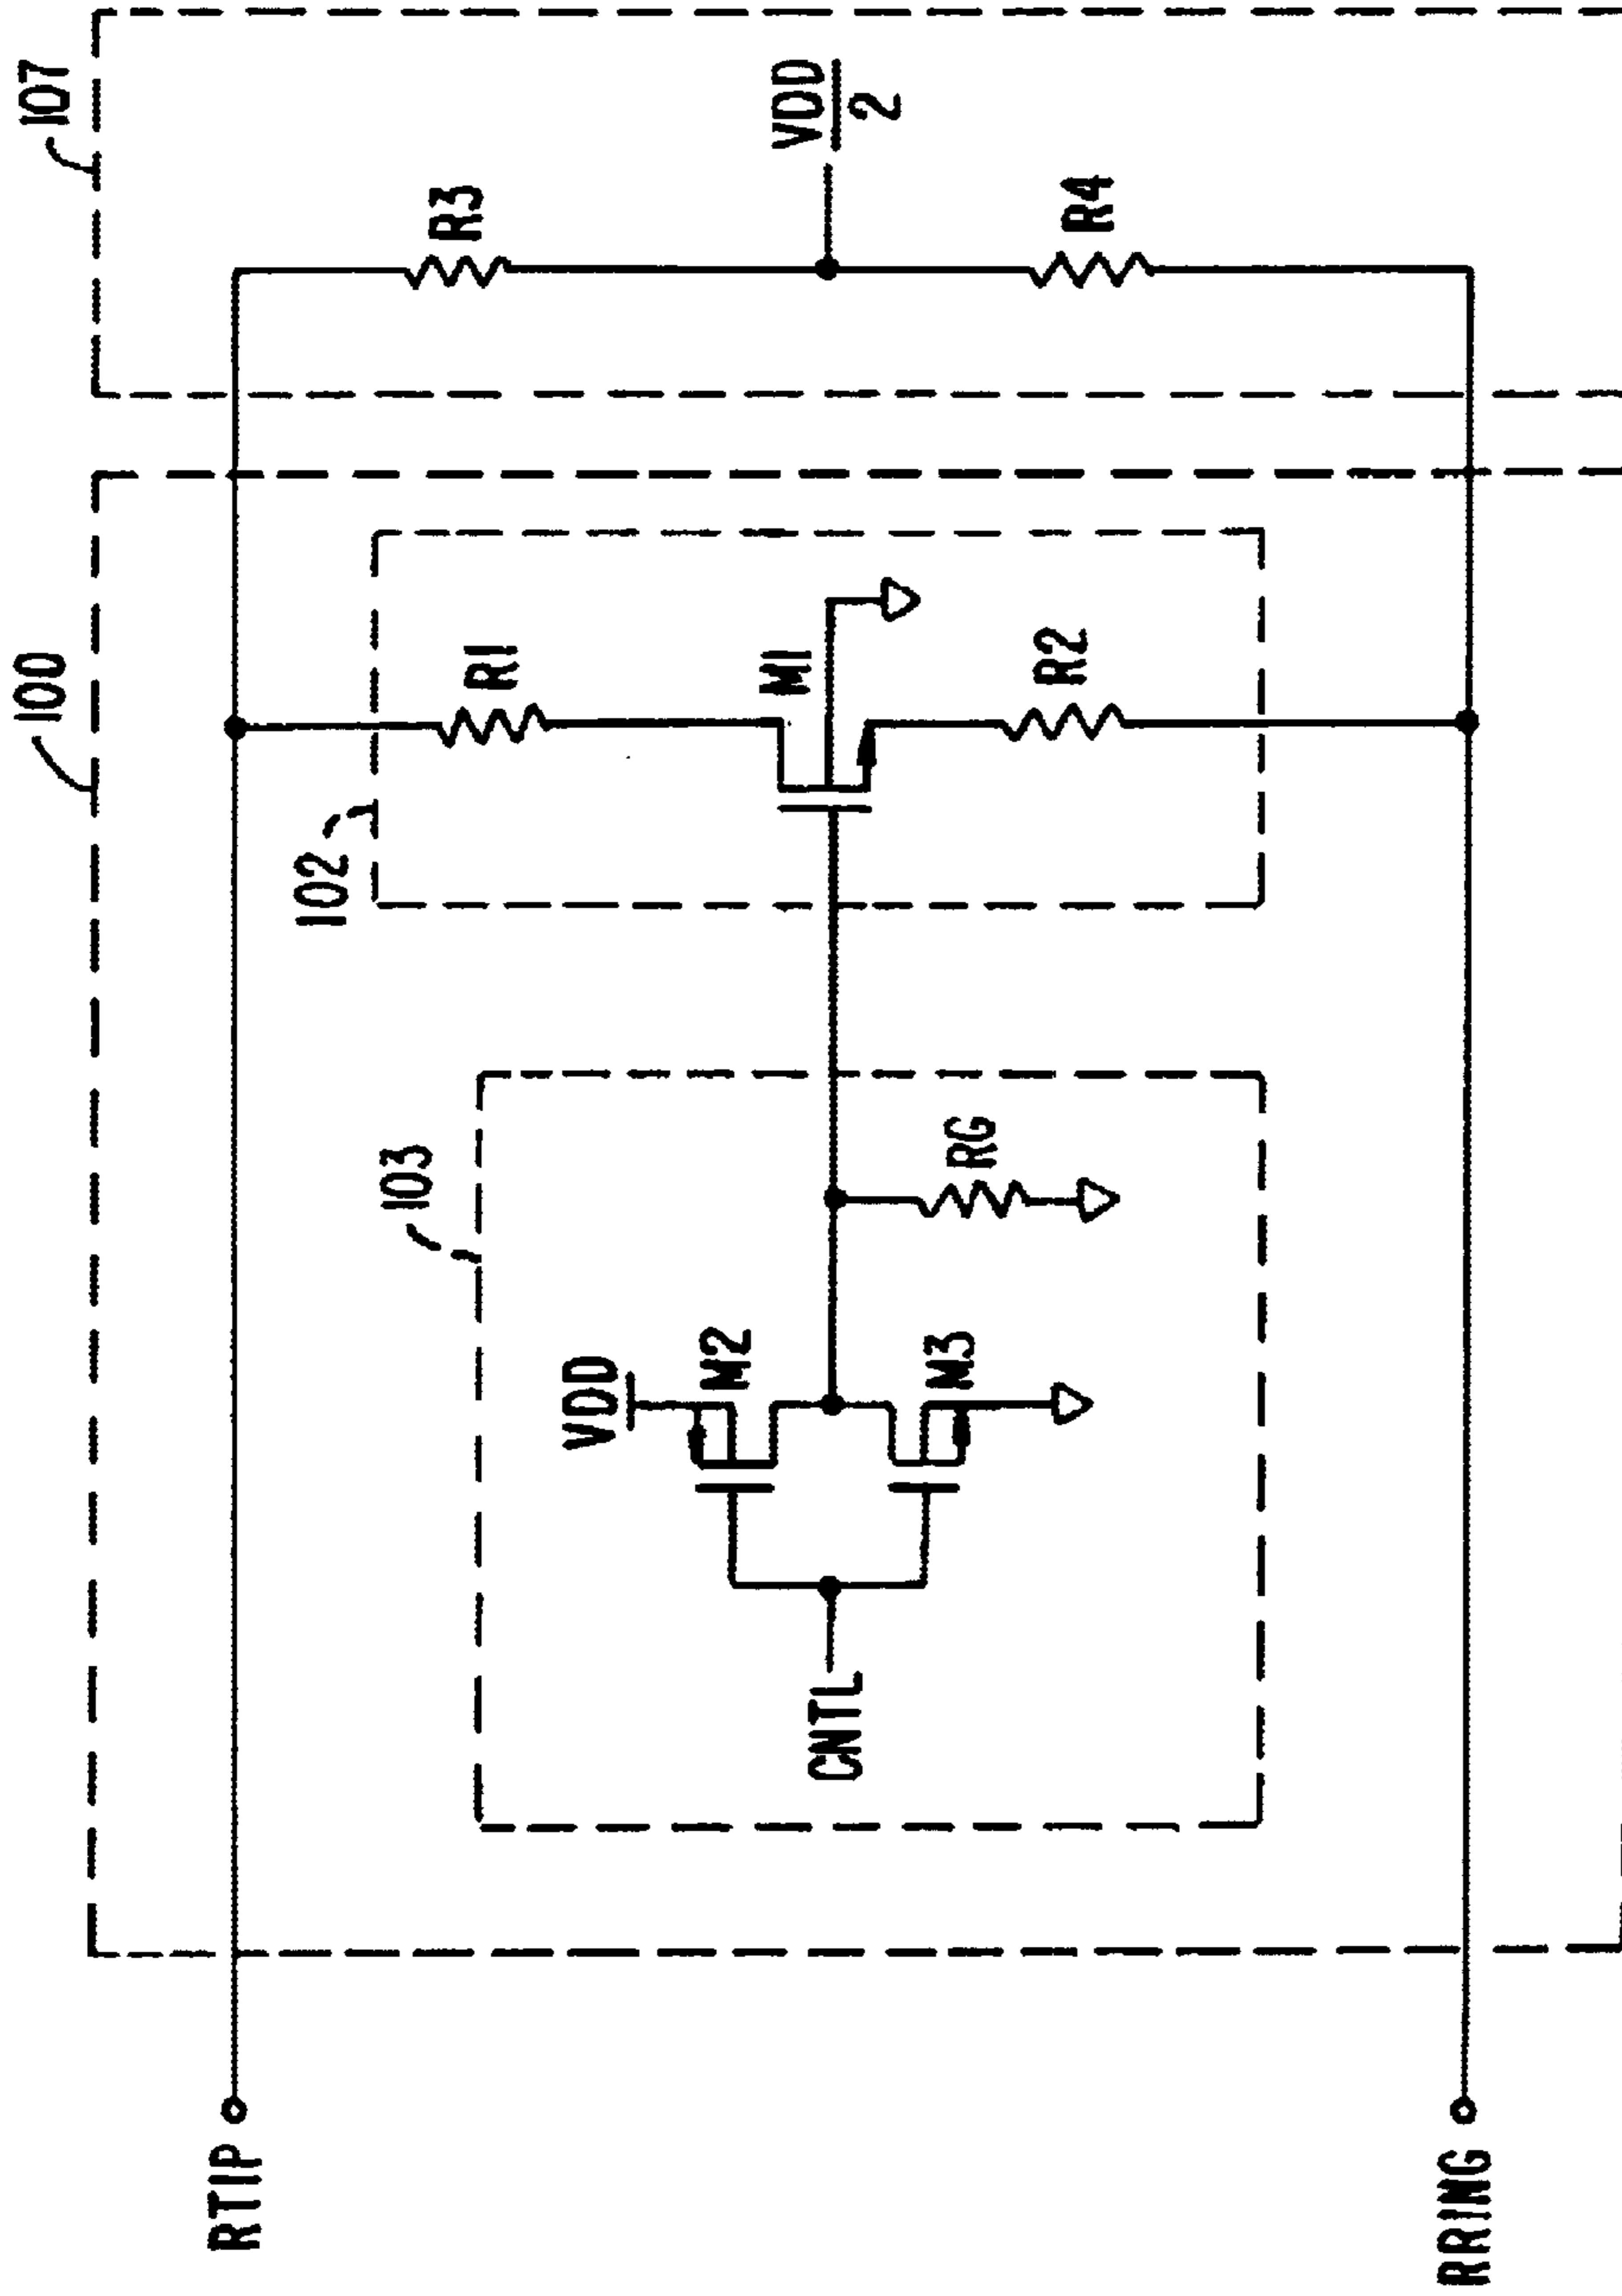 100
107
RTIP
RRING
103
VDD
M2
M3
CNTL
RG
102
R1
M1
R2
R3
VDD
2
R4